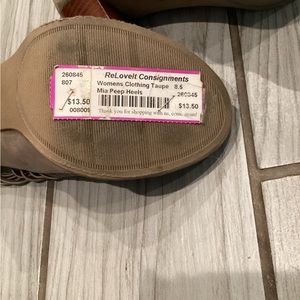 260845
807
$13.50
008009
ReLoveIt Consignments
Womens Clothing Taupe 8.5
Mia Peep Heels
260845
$13.50
Thank you for shopping with us, come again!